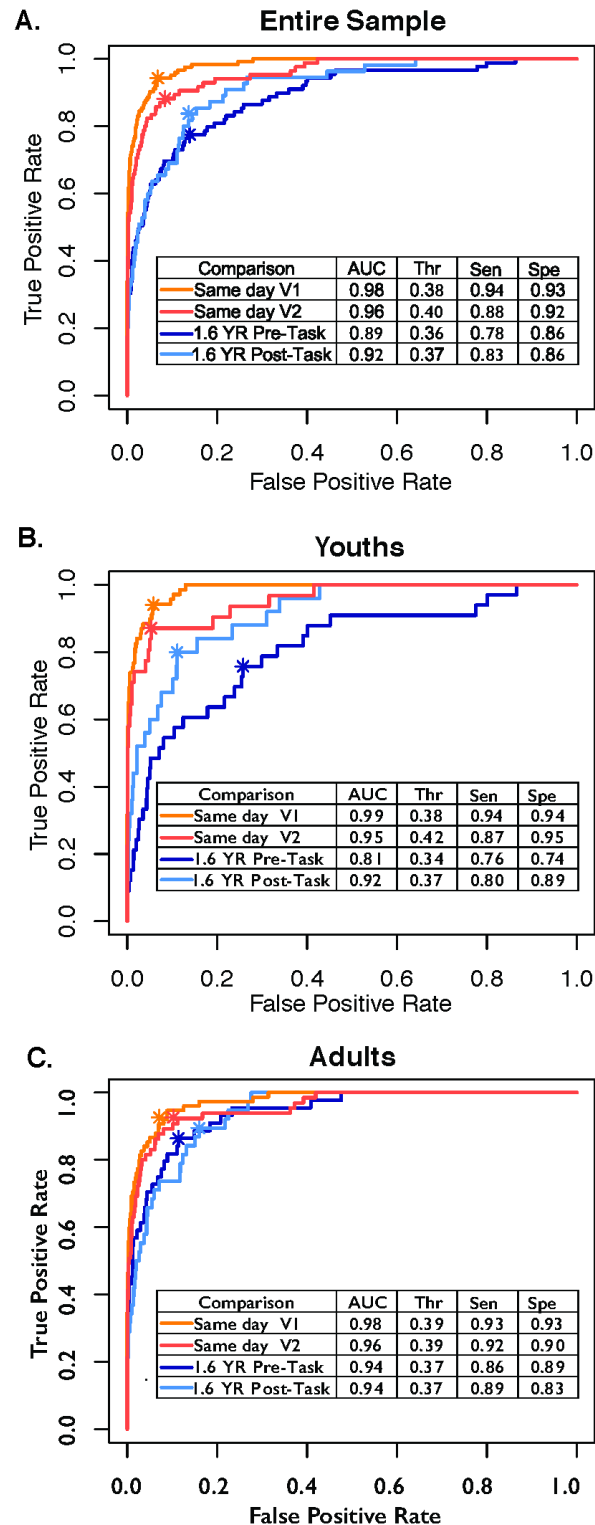 A. Entire Sample
True Positive Rate
1.0
0.8
0.6
0.4
0.2
0.0
Comparison AUC Thr Sen Spe
Same day V1 0.98 0.38 0.94 0.93
Same day V2 0.96 0.40 0.88 0.92
1.6 YR Pre-Task 0.89 0.36 0.78 0.86
1.6 YR Post-Task 0.92 0.37 0.83 0.86
0.0 0.2 0.4 0.6 0.8 1.0
False Positive Rate
B. Youths
True Positive Rate
1.0
0.8
0.6
0.4
0.2
0.0
Comparison AUC Thr Sen Spe
Same day V1 0.99 0.38 0.94 0.94
Same day V2 0.95 0.42 0.87 0.95
1.6 YR Pre-Task 0.81 0.34 0.76 0.74
1.6 YR Post-Task 0.92 0.37 0.80 0.89
0.0 0.2 0.4 0.6 0.8 1.0
False Positive Rate
C. Adults
True Positive Rate
1.0
0.8
0.6
0.4
0.2
0.0
Comparison AUC Thr Sen Spe
Same day V1 0.98 0.39 0.93 0.93
Same day V2 0.96 0.39 0.92 0.90
1.6 YR Pre-Task 0.94 0.37 0.86 0.89
1.6 YR Post-Task 0.94 0.37 0.89 0.83
0.0 0.2 0.4 0.6 0.8 1.0
False Positive Rate